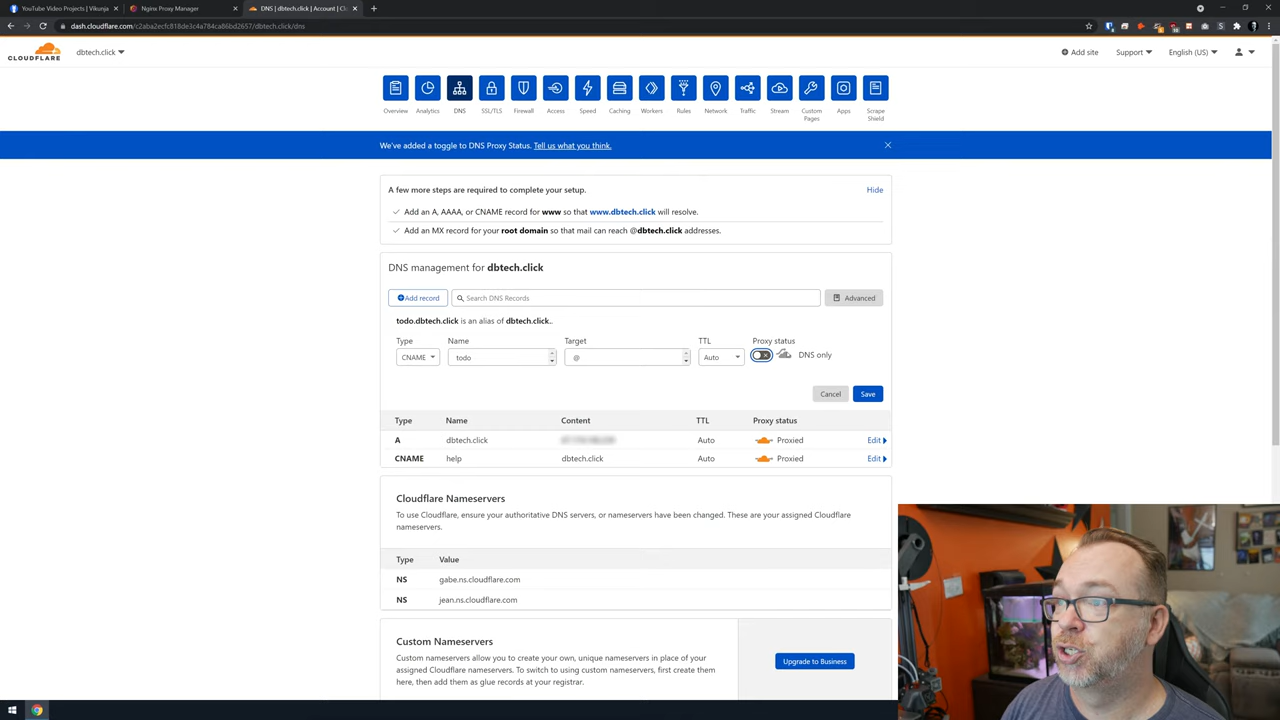 YouTube Video Projects | Vikunja
Nginx Proxy Manager
DNS | dbtech.click | Account | Cl
dash.cloudflare.com/c2aba2ecfc818de3c4a784ca86bd2657/dbtech.click/dns
CLOUDFLARE
dbtech.click
Add site
Support
English (US)
Overview
Analytics
DNS
SSL/TLS
Firewall
Access
Speed
Caching
Workers
Rules
Network
Traffic
Stream
Custom
Pages
Apps
Scrape
Shield
We've added a toggle to DNS Proxy Status. Tell us what you think.
A few more steps are required to complete your setup.
Hide
Add an A, AAAA, or CNAME record for www so that www.dbtech.click will resolve.
Add an MX record for your root domain so that mail can reach @dbtech.click addresses.
DNS management for dbtech.click
Add record
Search DNS Records
Advanced
todo.dbtech.click is an alias of dbtech.click..
Type Name Target TTL Proxy status
CNAME todo @ Auto DNS only
Cancel
Save
Type Name Content TTL Proxy status
A dbtech.click Auto Proxied Edit
CNAME help dbtech.click Auto Proxied Edit
Cloudflare Nameservers
To use Cloudflare, ensure your authoritative DNS servers, or nameservers have been changed. These are your assigned Cloudflare
nameservers.
Type Value
NS gabe.ns.cloudflare.com
NS jean.ns.cloudflare.com
Custom Nameservers
Custom nameservers allow you to create your own, unique nameservers in place of your
assigned Cloudflare nameservers. To switch to using custom nameservers, first create them
here, then add them as glue records at your registrar.
Upgrade to Business